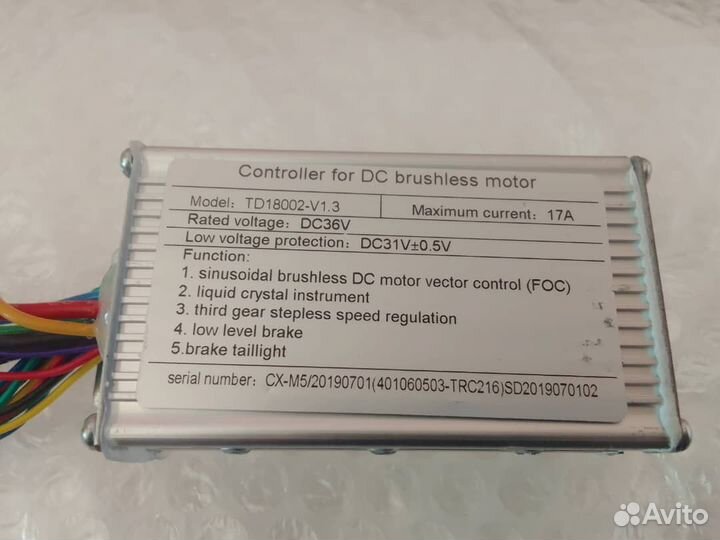 Controller for DC brushless motor
Model: TD18002-V1.3 Maximum current: 17A
Rated voltage: DC36V
Low voltage protection: DC31V±0.5V
Function:
1. sinusoidal brushless DC motor vector control (FOC)
2. liquid crystal instrument
3. third gear stepless speed regulation
4. low level brake
5.brake taillight
serial number: CX-M5/20190701(401060503-TRC216)SD2019070102
Avito